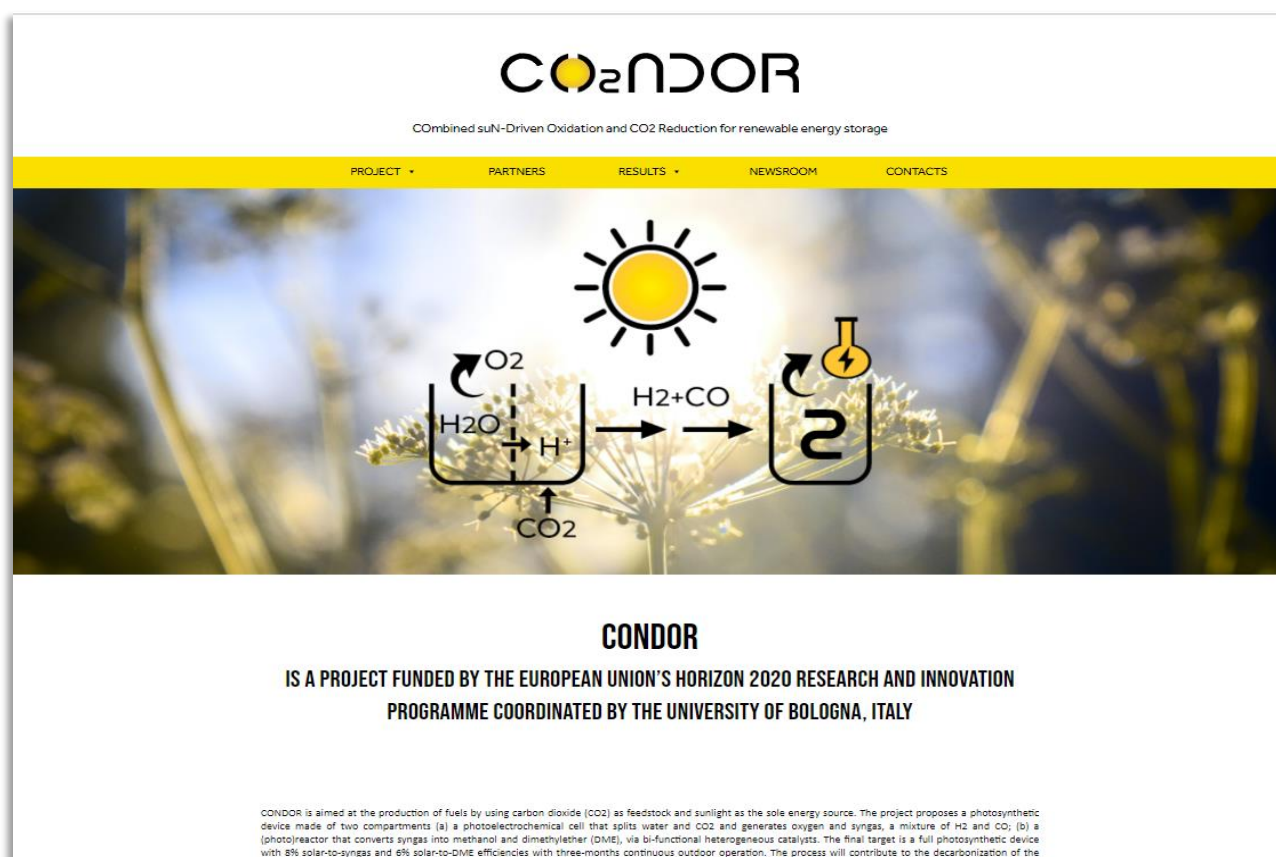 CO2NDOR
COmbined suN-Driven Oxidation and CO2 Reduction for renewable energy storage
PROJECT PARTNERS RESULTS NEWSROOM CONTACTS
O2
H2O
H+
CO2
H2+CO
2
CONDOR
IS A PROJECT FUNDED BY THE EUROPEAN UNION'S HORIZON 2020 RESEARCH AND INNOVATION
PROGRAMME COORDINATED BY THE UNIVERSITY OF BOLOGNA, ITALY
CONDOR is aimed at the production of fuels by using carbon dioxide (CO2) as feedstock and sunlight as the sole energy source. The project proposes a photosynthetic
device made of two compartments (a) a photoelectrochemical cell that splits water and CO2 and generates oxygen and syngas, a mixture of H2 and CO; (b) a
(photo)reactor that converts syngas into methanol and dimethylether (DME), via bi-functional heterogeneous catalysts. The final target is a full photosynthetic device
with 8% solar-to-syngas and 6% solar-to-DME efficiencies with three-months continuous outdoor operation. The process will contribute to the decarbonization of the